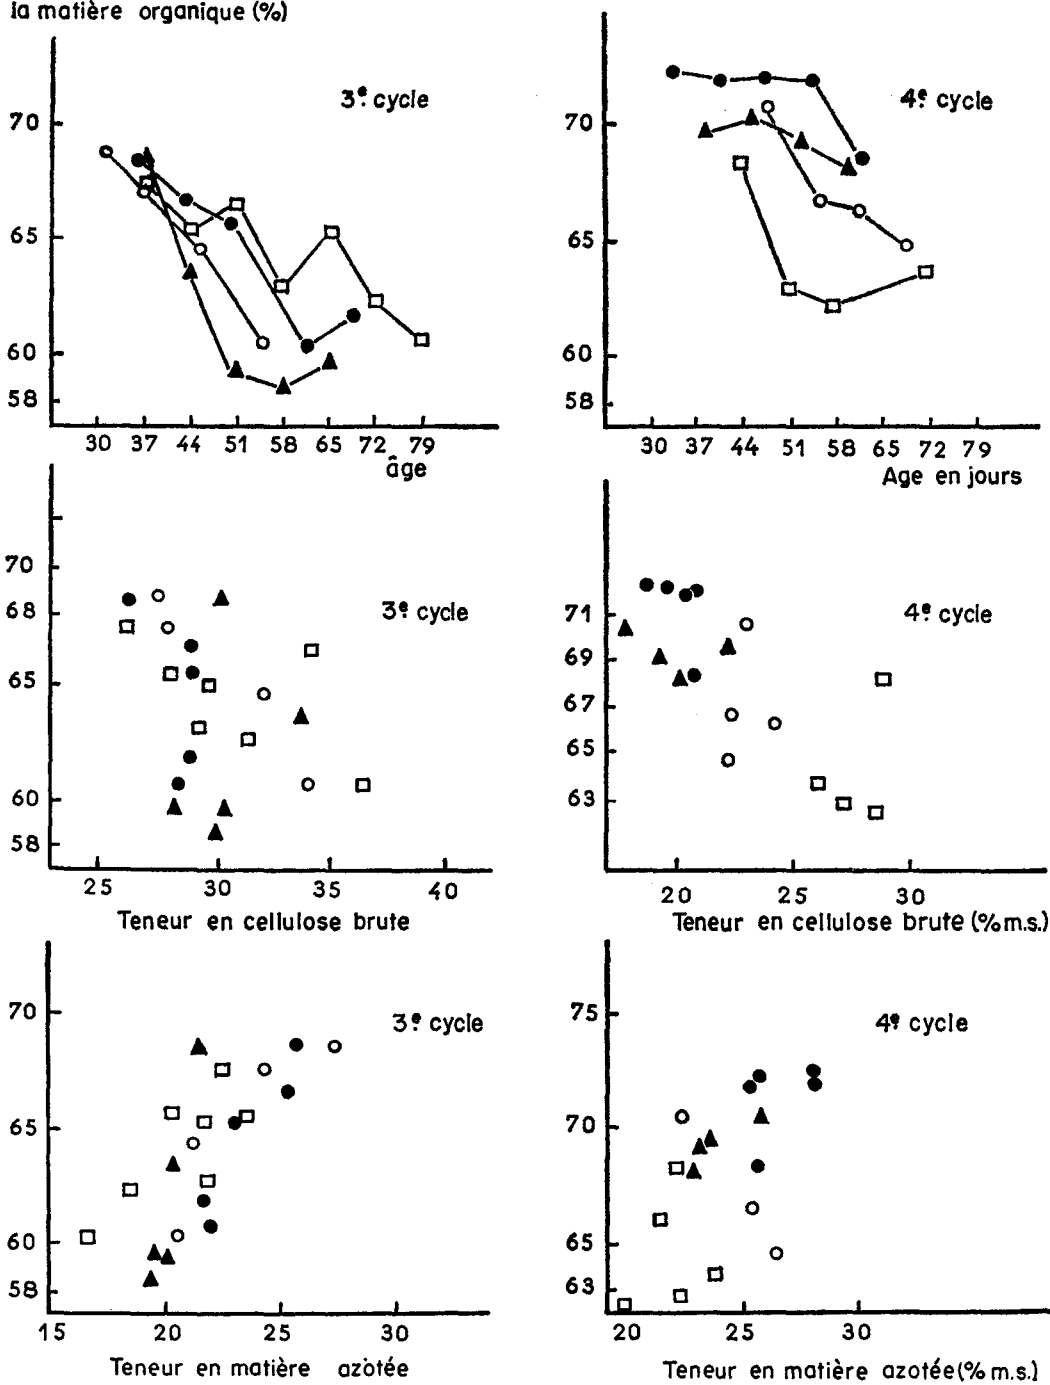 la matière organique (%)
3e cycle
70
65
60
58
30 37 44 51 58 65 72 79
âge
4e cycle
70
65
60
58
30 37 44 51 58 65 72 79
Age en jours
3e cycle
70
68
65
60
58
25 30 35 40
Teneur en cellulose brute
4e cycle
71
69
67
65
63
20 25 30
Teneur en cellulose brute (% m.s.)
3e cycle
70
65
60
58
15 20 25 30
Teneur en matière azotée
4e cycle
75
70
65
63
20 25 30
Teneur en matière azotée (% m.s.)